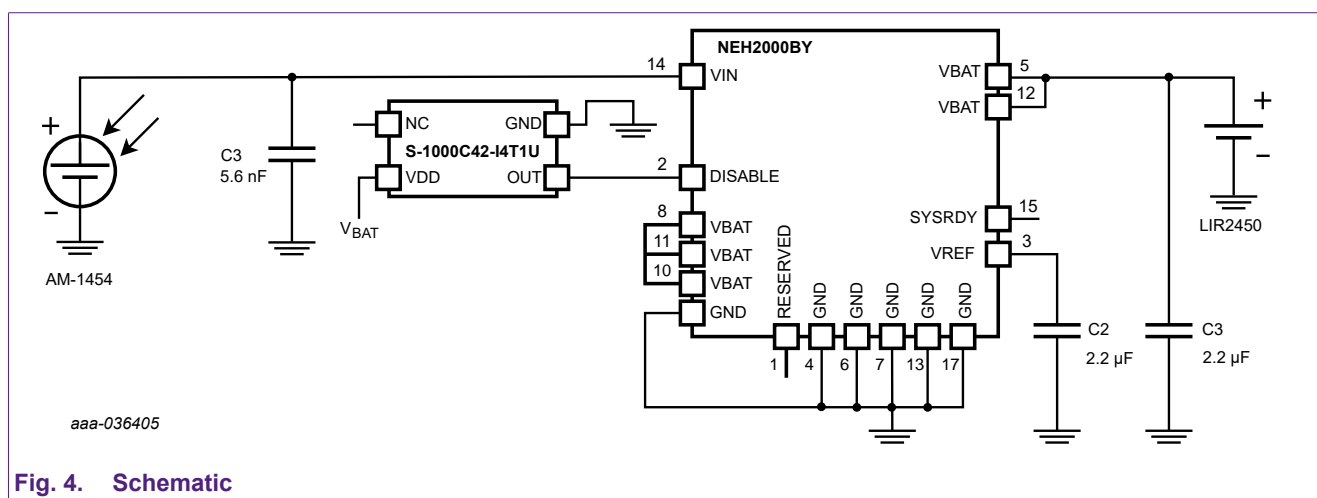 NEH2000BY
14
VIN
VBAT
5
VBAT
12
NC
GND
S-1000C42-I4T1U
VDD
OUT
2
DISABLE
VBAT
+
-
AM-1454
C3
5.6 nF
8
VBAT
11
VBAT
10
VBAT
GND
RESERVED
GND
GND
GND
GND
GND
1
4
6
7
13
17
SYSRDY
15
VREF
3
+
-
LIR2450
C2
2.2 µF
C3
2.2 µF
aaa-036405
Fig. 4. Schematic